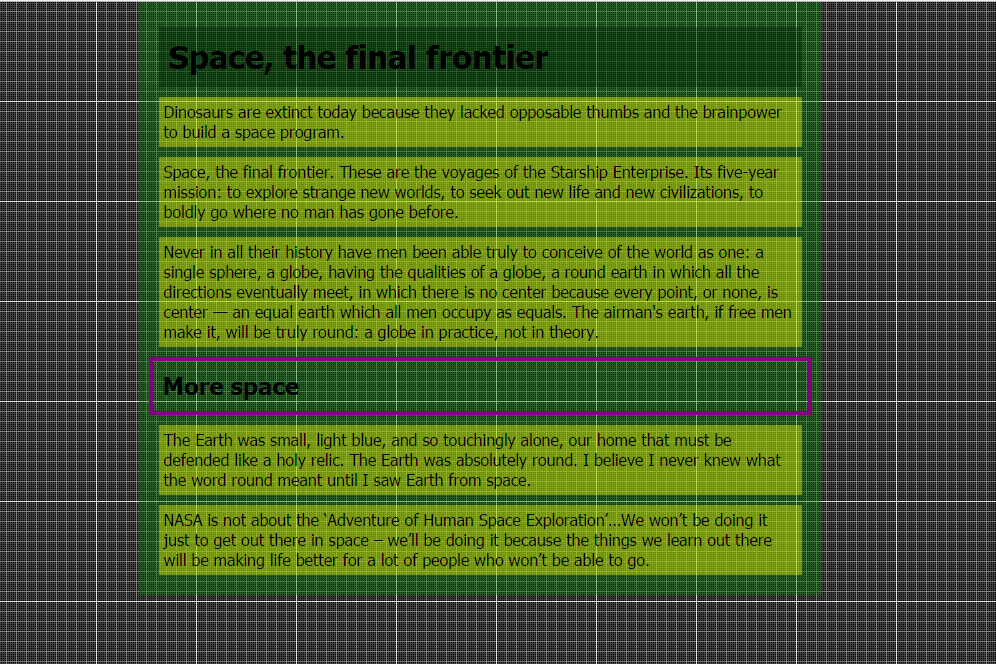 Space, the final frontier
Dinosaurs are extinct today because they lacked opposable thumbs and the brainpower
to build a space program.
Space, the final frontier. These are the voyages of the Starship Enterprise. Its five-year
mission: to explore strange new worlds, to seek out new life and new civilizations, to
boldly go where no man has gone before.
Never in all their history have men been able truly to conceive of the world as one: a
single sphere, a globe, having the qualities of a globe, a round earth in which all the
directions eventually meet, in which there is no center because every point, or none, is
center — an equal earth which all men occupy as equals. The airman's earth, if free men
make it, will be truly round: a globe in practice, not in theory.
More space
The Earth was small, light blue, and so touchingly alone, our home that must be
defended like a holy relic. The Earth was absolutely round. I believe I never knew what
the word round meant until I saw Earth from space.
NASA is not about the ‘Adventure of Human Space Exploration’...We won’t be doing it
just to get out there in space – we’ll be doing it because the things we learn out there
will be making life better for a lot of people who won’t be able to go.